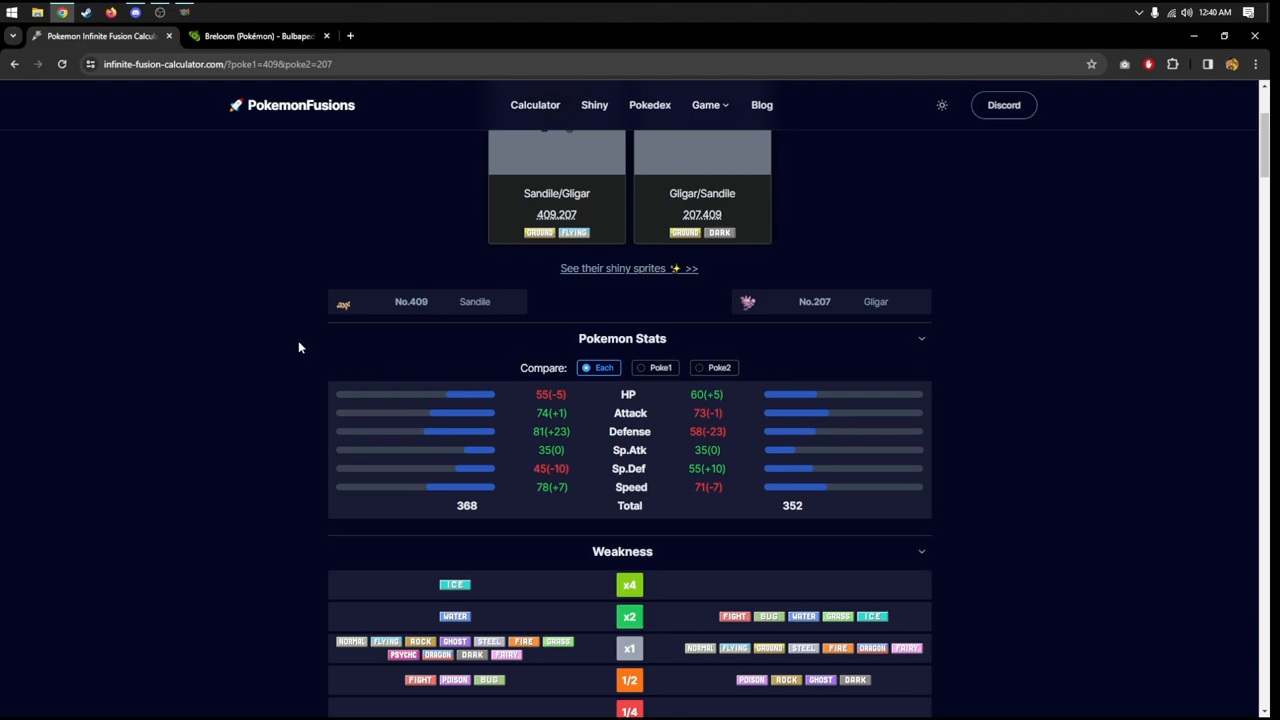 12:40 AM
Pokemon Infinite Fusion Calcula
Breloom (Pokémon) - Bulbaped
infinite-fusion-calculator.com/?poke1=409&poke2=207
PokemonFusions
Calculator Shiny Pokedex Game Blog
Discord
Sandile/Gligar Gligar/Sandile
409.207 207.409
GROUND FLYING GROUND DARK
See their shiny sprites ✨ >>
No.409 Sandile No.207 Gligar
Pokemon Stats
Compare: Each Poke1 Poke2
55(-5) HP 60(+5)
74(+1) Attack 73(-1)
81(+23) Defense 58(-23)
35(0) Sp.Atk 35(0)
45(-10) Sp.Def 55(+10)
78(+7) Speed 71(-7)
368 Total 352
Weakness
ICE x4
WATER x2 FIGHT BUG WATER GRASS ICE
NORMAL FLYING ROCK GHOST STEEL FIRE GRASS
PSYCHC DRAGON DARK FAIRY x1 NORMAL FLYING GROUND STEEL FIRE DRAGON FAIRY
FIGHT POISON BUG 1/2 POISON ROCK GHOST DARK
1/4